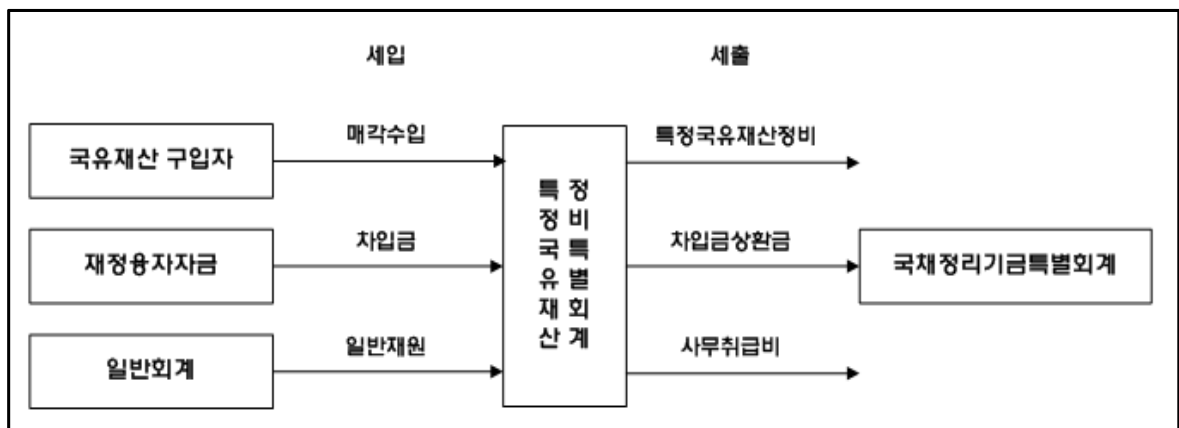 세입
세출
국유재산 구입자
매각수입
특정국유재산정비
재정융자자금
차입금
특정국유재산
정비특별회계
차입금상환금
국채정리기금특별회계
일반회계
일반재원
사무취급비